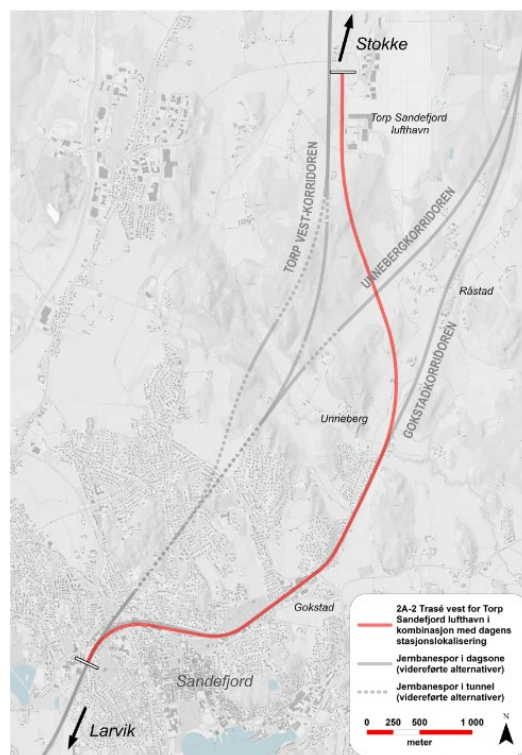 Stokke
Torp Sandefjord
lufthavn
TORP VEST-KORRIDOREN
UNNEBERGKORRIDOREN
Råstad
GOKSTADKORRIDOREN
Unneberg
Gokstad
Sandefjord
Larvik
2A-2 Trasé vest for Torp
Sandefjord lufthavn i
kombinasjon med dagens
stasjonslokalisering
Jernbanespor i dagsone
(videreførte alternativer)
Jernbanespor i tunnel
(videreførte alternativer)
N
0 250 500 1 000
meter